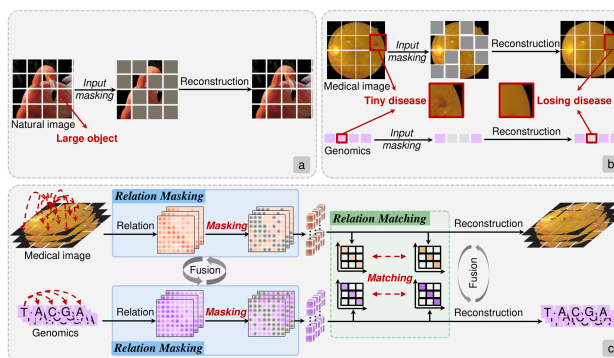 Input
masking
Reconstruction
Natural image
Large object
a
Input
masking
Reconstruction
Medical image
Tiny disease
Losing disease
Genomics
Input
masking
Reconstruction
b
Relation Masking
Relation
Masking
Medical image
Fusion
Relation Matching
Matching
Reconstruction
Fusion
T A C G A
Genomics
Relation
Masking
Relation Masking
Reconstruction
T A C G A
c